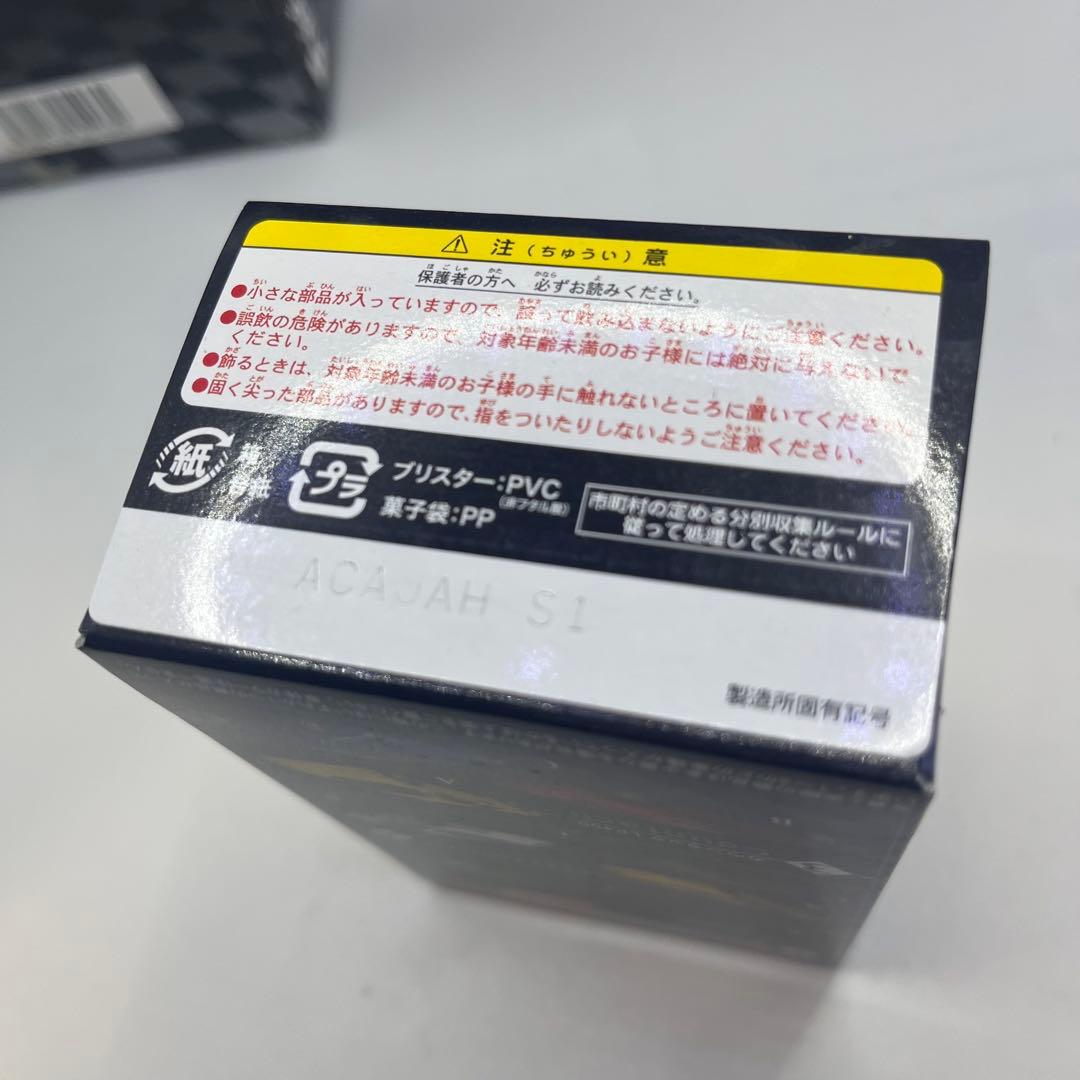 ⚠ 注(ちゅうい)意
保護者の方へ 必ずお読みください。
●小さな部品が入っていますので、誤って飲み込まないようにご注意ください。
●誤飲の危険がありますので、対象年齢未満のお子様には絶対に与えないで
ください。
●飾るときは、対象年齢未満のお子様の手に触れないところに置いてください。
●固く尖った部品がありますので、指をついたりしないようご注意ください。
紙
プラ
ブリスター:PVC
菓子袋:PP
市町村の定める分別収集ルールに
従って処理してください
ACAJAH S1
製造所固有記号